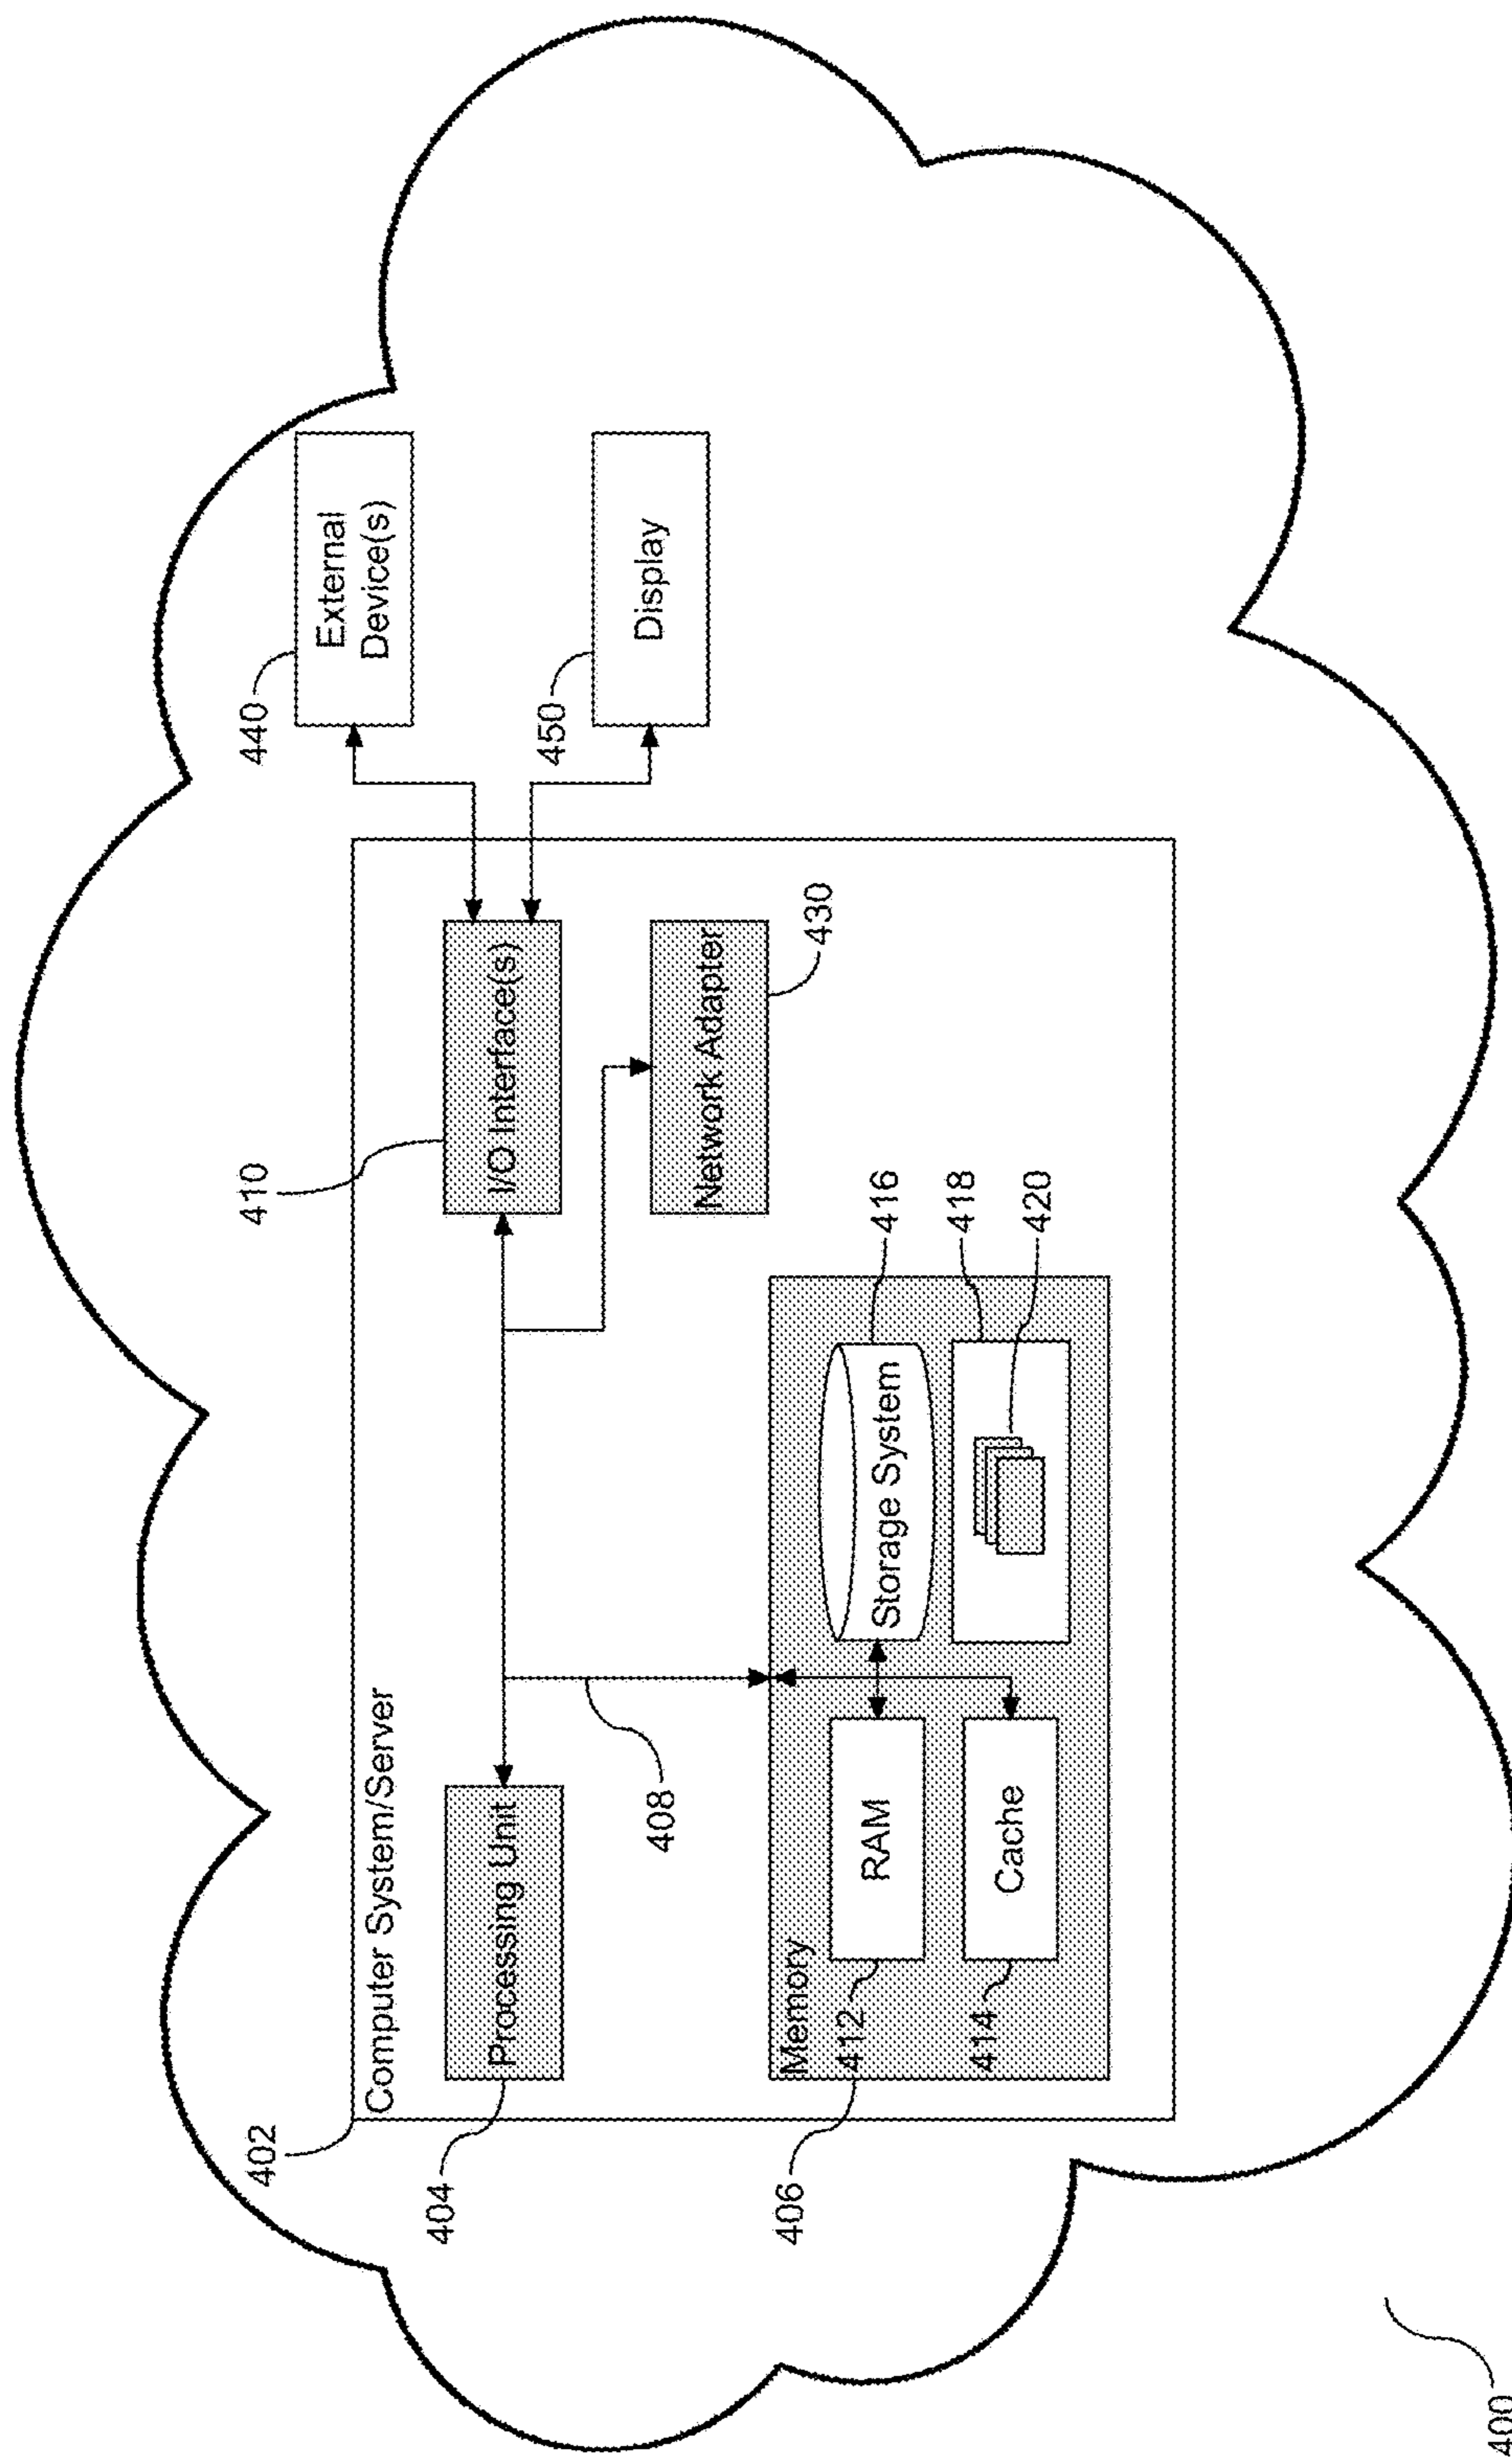 402
Computer System/Server
404
Processing Unit
410
I/O Interface(s)
440
External
Device(s)
408
Network Adapter
430
450
Display
406
Memory
412
RAM
Storage System
416
414
Cache
418
420
400